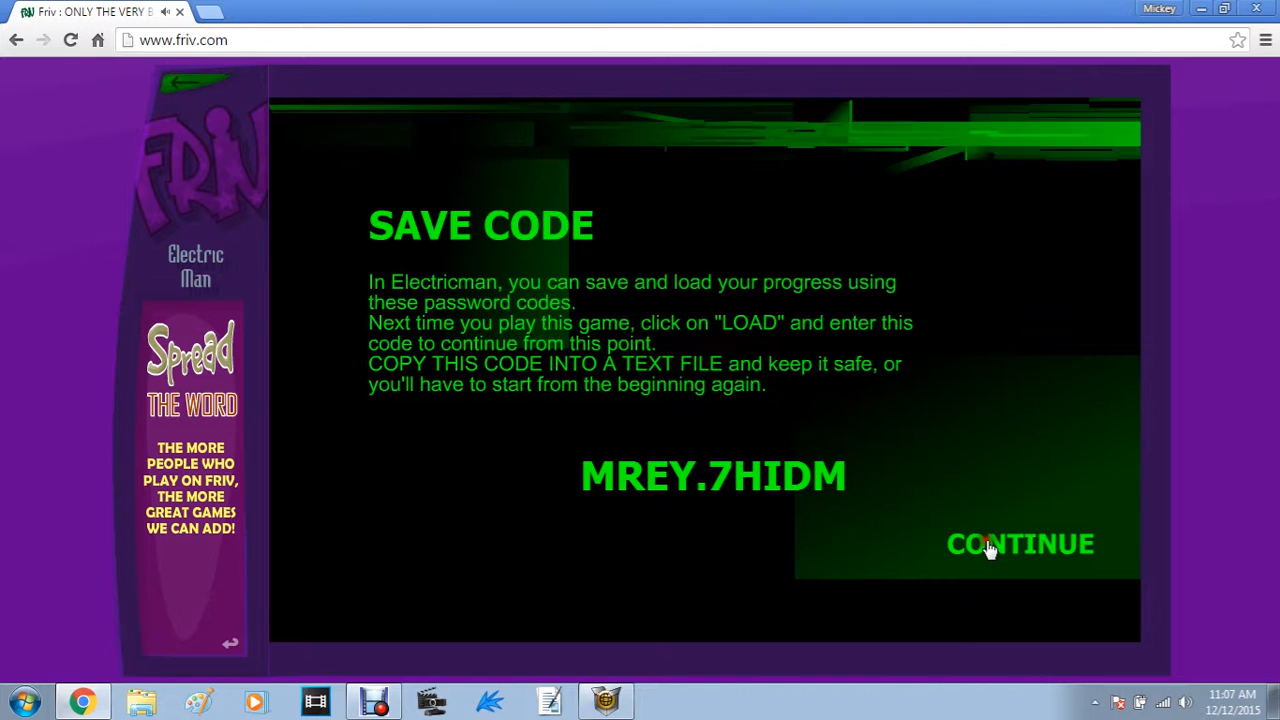 Friv : ONLY THE VERY B
Mickey
www.friv.com
FRiV
Electric
Man
Spread
THE WORD
THE MORE
PEOPLE WHO
PLAY ON FRIV,
THE MORE
GREAT GAMES
WE CAN ADD!
SAVE CODE
In Electricman, you can save and load your progress using
these password codes.
Next time you play this game, click on "LOAD" and enter this
code to continue from this point.
COPY THIS CODE INTO A TEXT FILE and keep it safe, or
you'll have to start from the beginning again.
MREY.7HIDM
CONTINUE
11:07 AM
12/12/2015